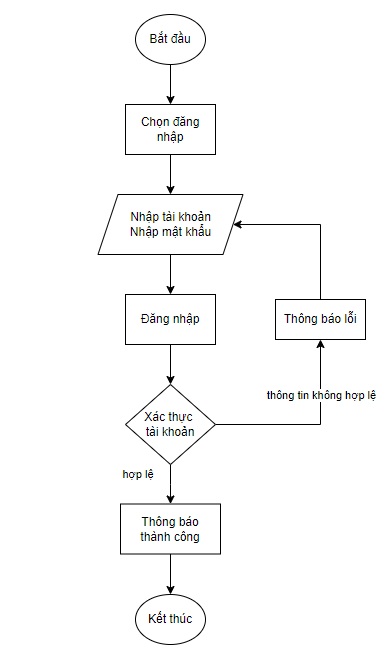 Bắt đầu
Chọn đăng
nhập
Nhập tài khoản
Nhập mật khẩu
Đăng nhập
Thông báo lỗi
thông tin không hợp lệ
Xác thực
tài khoản
hợp lệ
Thông báo
thành công
Kết thúc